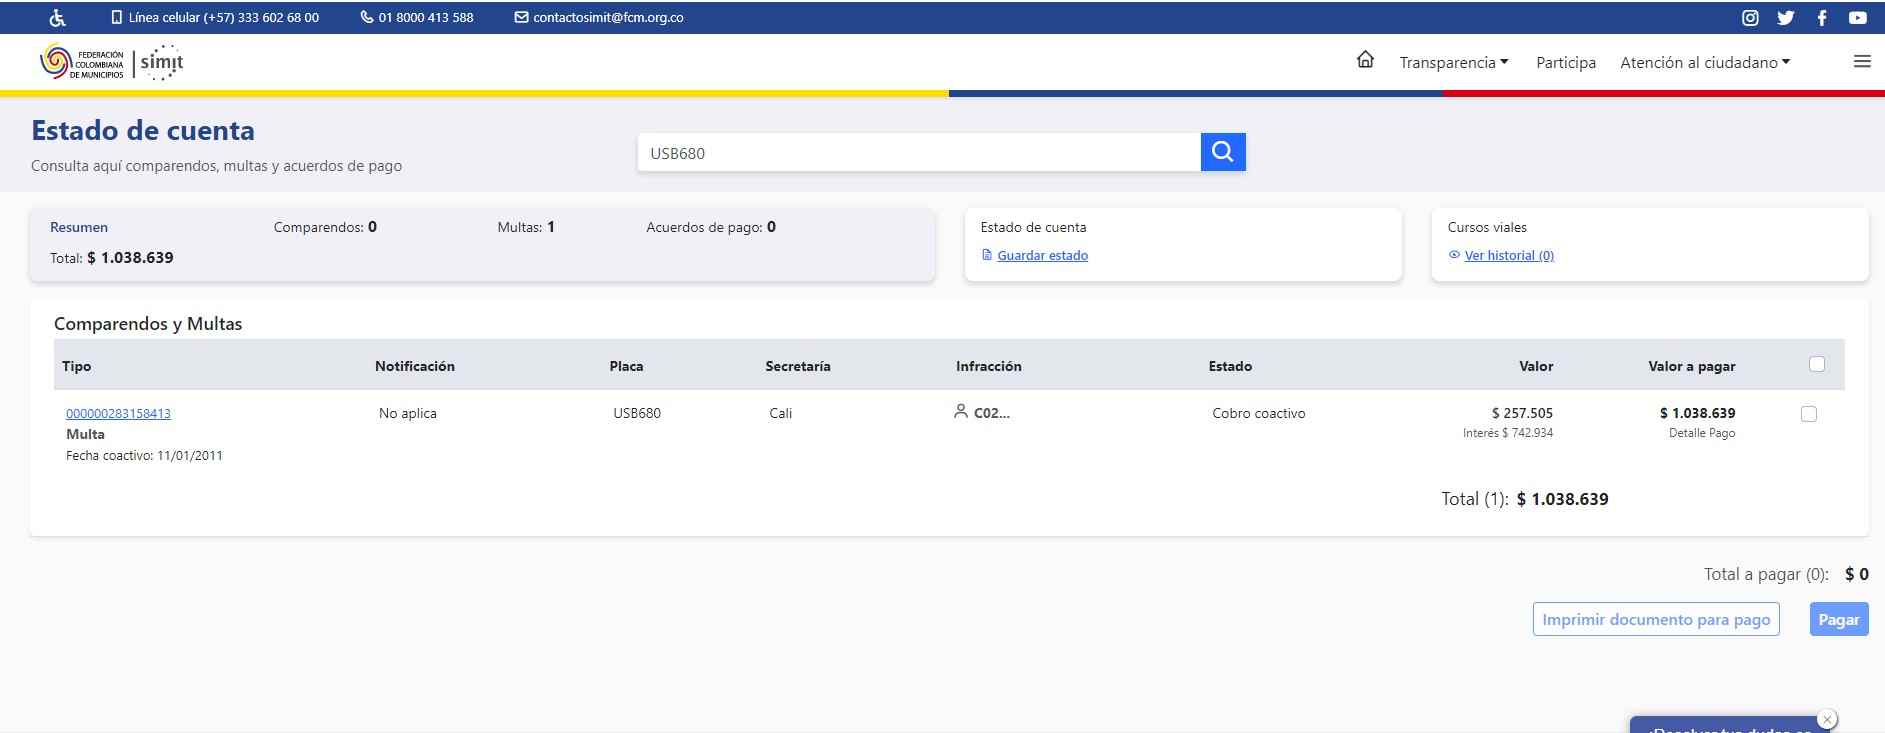 Línea celular (+57) 333 602 68 00
01 8000 413 588
contactosimit@fcm.org.co
FEDERACIÓN
COLOMBIANA
DE MUNICIPIOS
simit
Transparencia
Participa
Atención al ciudadano
Estado de cuenta
Consulta aquí comparendos, multas y acuerdos de pago
USB680
Resumen
Comparendos: 0
Multas: 1
Acuerdos de pago: 0
Total: $ 1.038.639
Estado de cuenta
Guardar estado
Cursos viales
Ver historial (0)
Comparendos y Multas
Tipo Notificación Placa Secretaría Infracción Estado Valor Valor a pagar
000000283158413 No aplica USB680 Cali C02... Cobro coactivo $ 257.505 $ 1.038.639
Multa Interés $ 742.934 Detalle Pago
Fecha coactivo: 11/01/2011
Total (1): $ 1.038.639
Total a pagar (0): $ 0
Imprimir documento para pago
Pagar